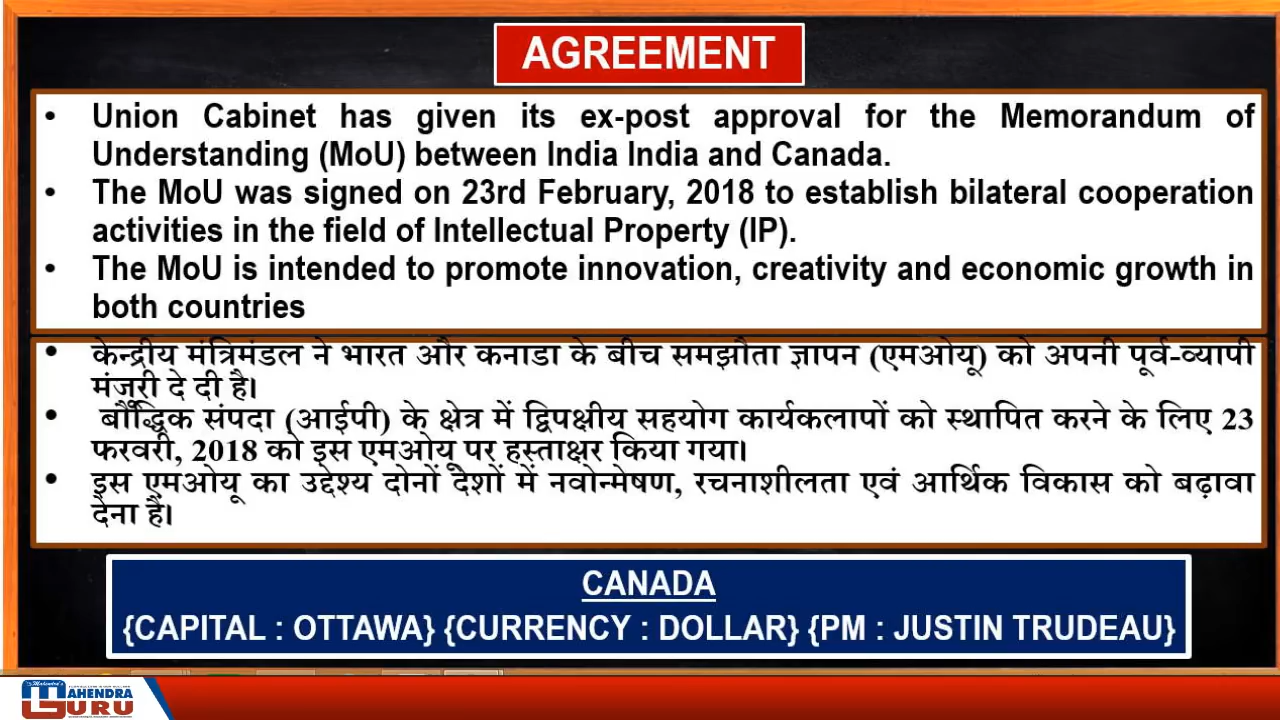 AGREEMENT
• Union Cabinet has given its ex-post approval for the Memorandum of
Understanding (MoU) between India India and Canada.
• The MoU was signed on 23rd February, 2018 to establish bilateral cooperation
activities in the field of Intellectual Property (IP).
• The MoU is intended to promote innovation, creativity and economic growth in
both countries
• केन्द्रीय मंत्रिमंडल ने भारत और कनाडा के बीच समझौता ज्ञापन (एमओयू) को अपनी पूर्व-व्यापी
मंजूरी दे दी है।
• बौद्धिक संपदा (आईपी) के क्षेत्र में द्विपक्षीय सहयोग कार्यकलापों को स्थापित करने के लिए 23
फरवरी, 2018 को इस एमओयू पर हस्ताक्षर किया गया।
• इस एमओयू का उद्देश्य दोनों देशों में नवोन्मेषण, रचनाशीलता एवं आर्थिक विकास को बढ़ावा
देना है।
CANADA
{CAPITAL : OTTAWA} {CURRENCY : DOLLAR} {PM : JUSTIN TRUDEAU}
Mahendra's
MAHENDRA
GURU